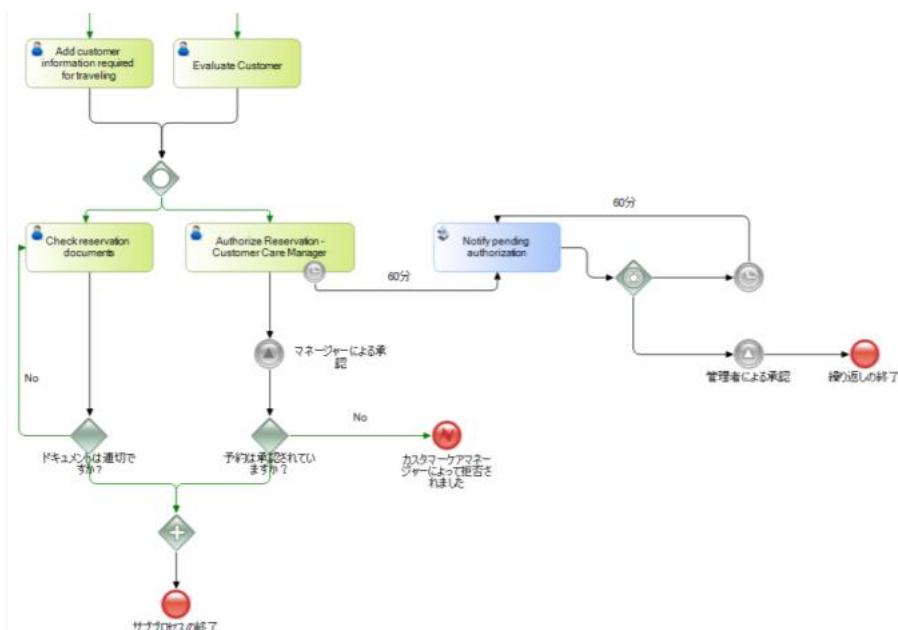 Add customer
information required
for traveling
Evaluate Customer
Check reservation
documents
Authorize Reservation -
Customer Care Manager
Notify pending
authorization
60分
60分
マネージャーによる承
認
管理者による承認
繰り返しの終了
No
No
ドキュメントは適切で
すか?
予約は承認されてい
ますか?
カスタマーケアマネー
ジャーによって拒否さ
れました
サブプロセスの終了